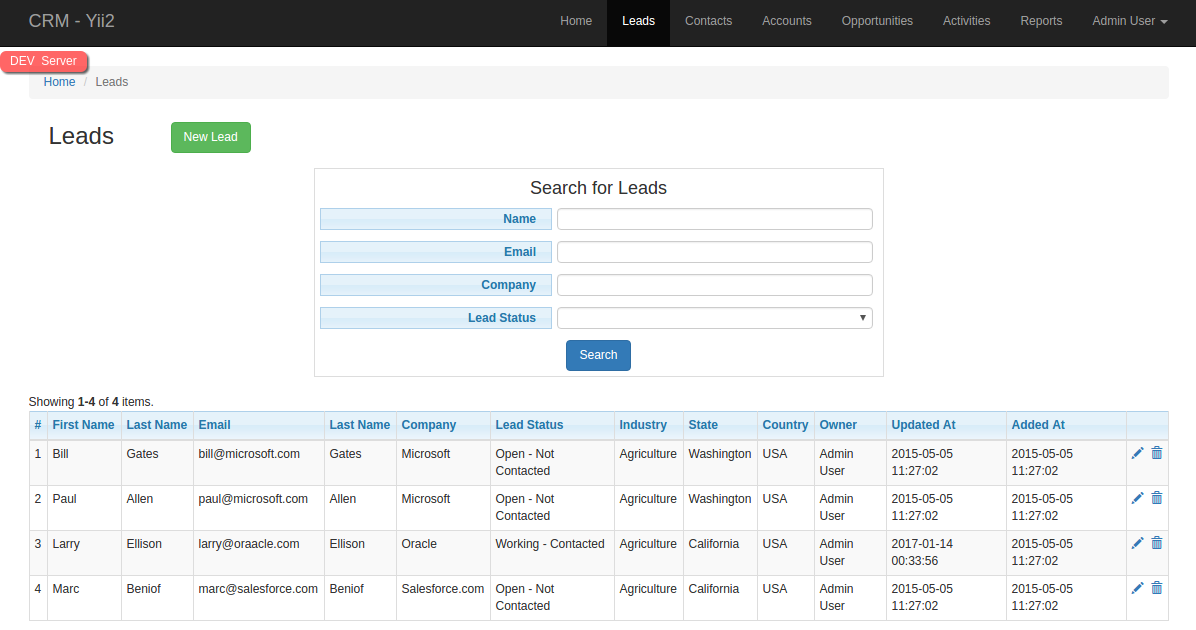 CRM - Yii2 Home Leads Contacts Accounts Opportunities Activities Reports Admin User
DEV Server
Home / Leads
Leads New Lead
Search for Leads
Name
Email
Company
Lead Status
Search
Showing 1-4 of 4 items.
# First Name Last Name Email Last Name Company Lead Status Industry State Country Owner Updated At Added At
1 Bill Gates bill@microsoft.com Gates Microsoft Open - Not Agriculture Washington USA Admin 2015-05-05 2015-05-05
Contacted User 11:27:02 11:27:02
2 Paul Allen paul@microsoft.com Allen Microsoft Open - Not Agriculture Washington USA Admin 2015-05-05 2015-05-05
Contacted User 11:27:02 11:27:02
3 Larry Ellison larry@oraacle.com Ellison Oracle Working - Contacted Agriculture California USA Admin 2017-01-14 2015-05-05
User 00:33:56 11:27:02
4 Marc Beniof marc@salesforce.com Beniof Salesforce.com Open - Not Agriculture California USA Admin 2015-05-05 2015-05-05
Contacted User 11:27:02 11:27:02